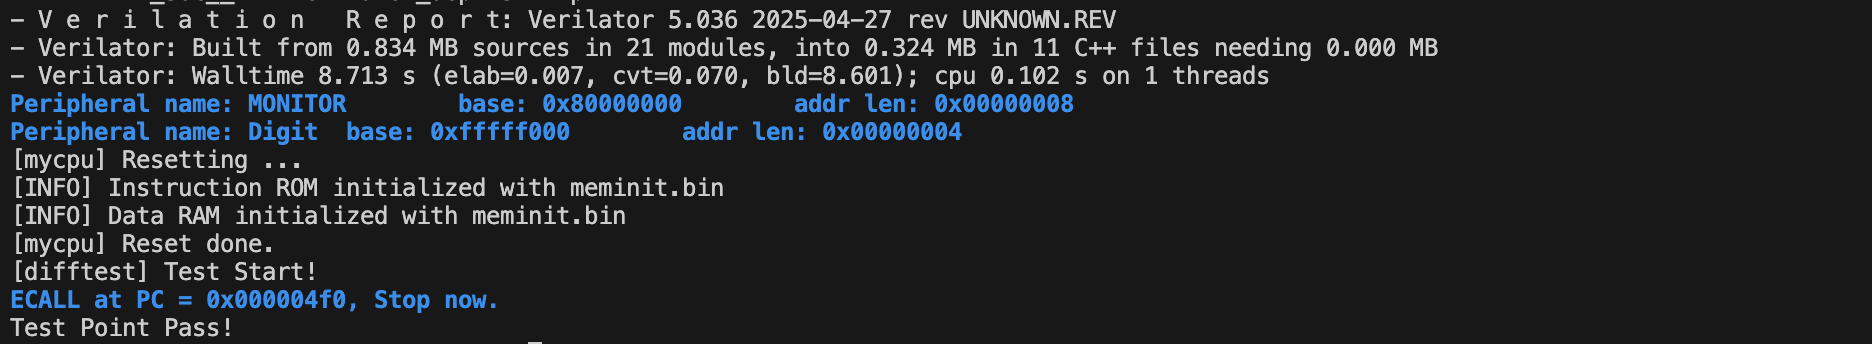 - V e r i l a t i o n   R e p o r t: Verilator 5.036 2025-04-27 rev UNKNOWN.REV
- Verilator: Built from 0.834 MB sources in 21 modules, into 0.324 MB in 11 C++ files needing 0.000 MB
- Verilator: Walltime 8.713 s (elab=0.007, cvt=0.070, bld=8.601); cpu 0.102 s on 1 threads
Peripheral name: MONITOR        base: 0x80000000        addr len: 0x00000008
Peripheral name: Digit  base: 0xfffff000        addr len: 0x00000004
[mycpu] Resetting ...
[INFO] Instruction ROM initialized with meminit.bin
[INFO] Data RAM initialized with meminit.bin
[mycpu] Reset done.
[difftest] Test Start!
ECALL at PC = 0x000004f0, Stop now.
Test Point Pass!